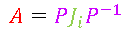 A = PJ_iP^{-1}